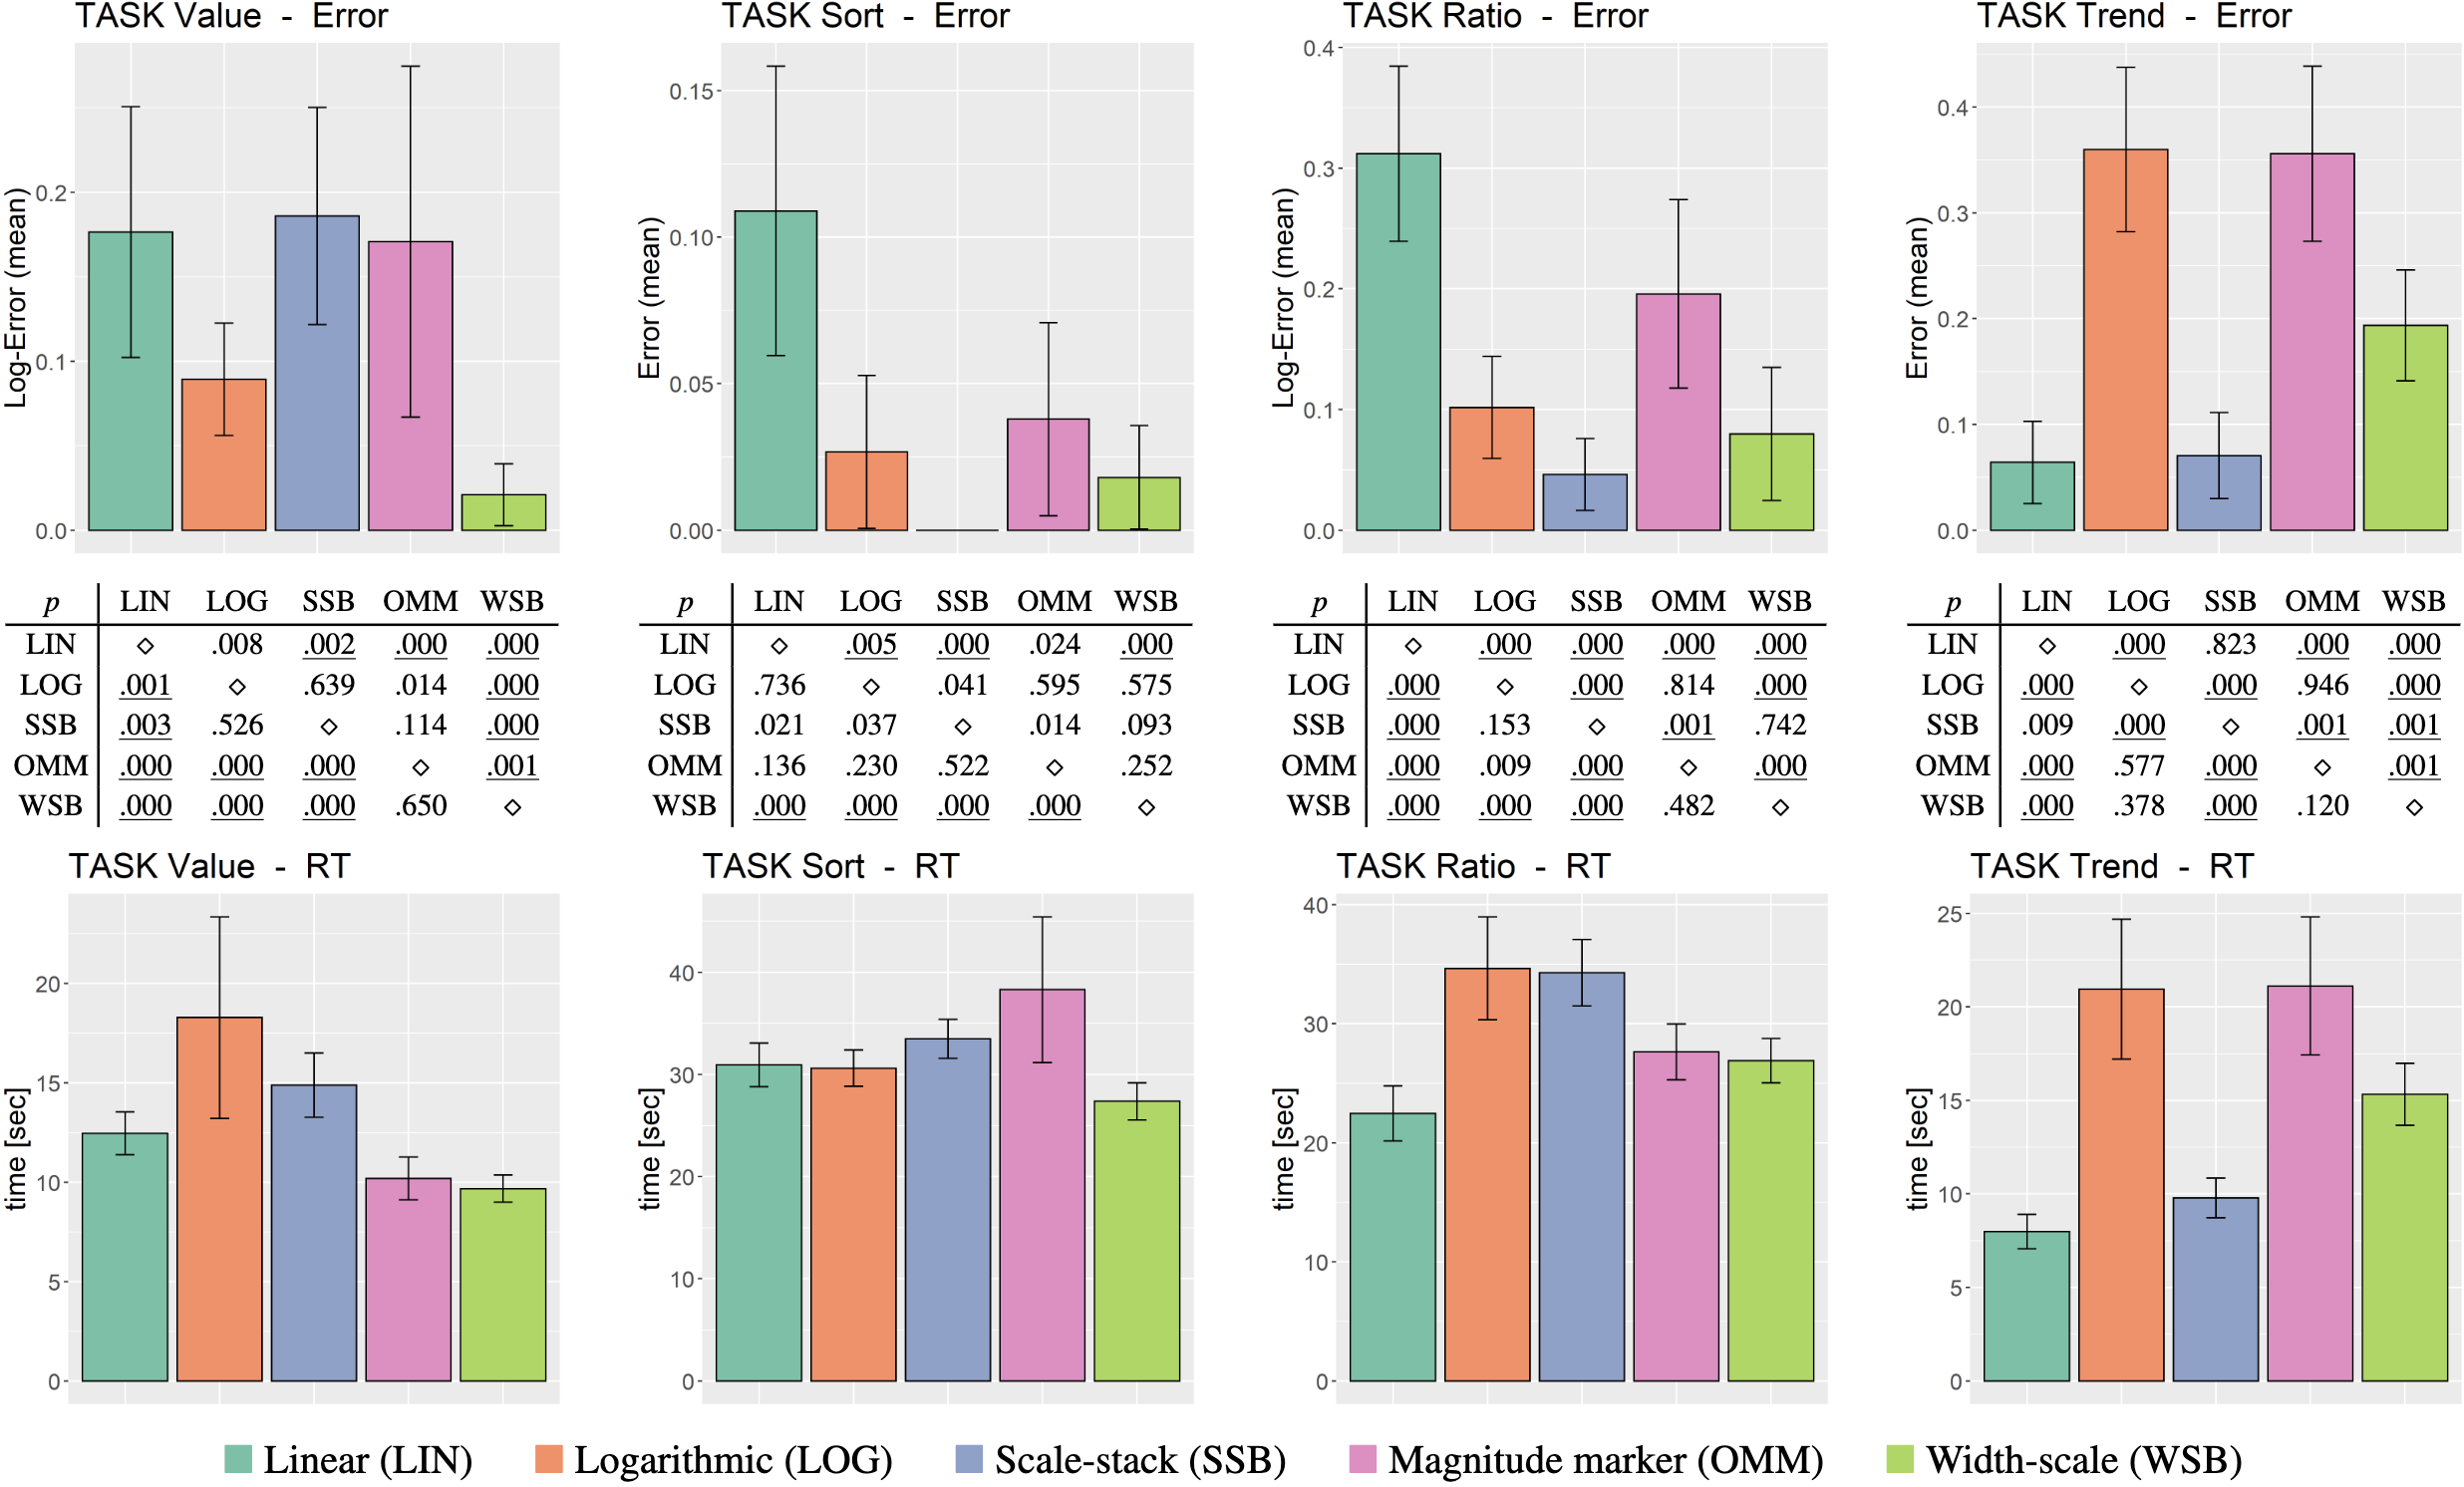 TASK Value - Error
TASK Sort - Error
TASK Ratio - Error
TASK Trend - Error
Log-Error (mean)
0.2
0.1
0.0
Error (mean)
0.15
0.10
0.05
0.00
Log-Error (mean)
0.4
0.3
0.2
0.1
0.0
Error (mean)
0.4
0.3
0.2
0.1
0.0
p LIN LOG SSB OMM WSB
LIN ◇ .008 .002 .000 .000
LOG .001 ◇ .639 .014 .000
SSB .003 .526 ◇ .114 .000
OMM .000 .000 .000 ◇ .001
WSB .000 .000 .000 .650 ◇
p LIN LOG SSB OMM WSB
LIN ◇ .005 .000 .024 .000
LOG .736 ◇ .041 .595 .575
SSB .021 .037 ◇ .014 .093
OMM .136 .230 .522 ◇ .252
WSB .000 .000 .000 .000 ◇
p LIN LOG SSB OMM WSB
LIN ◇ .000 .000 .000 .000
LOG .000 ◇ .000 .814 .000
SSB .000 .153 ◇ .001 .742
OMM .000 .009 .000 ◇ .000
WSB .000 .000 .000 .482 ◇
p LIN LOG SSB OMM WSB
LIN ◇ .000 .823 .000 .000
LOG .000 ◇ .000 .946 .000
SSB .009 .000 ◇ .001 .001
OMM .000 .577 .000 ◇ .001
WSB .000 .378 .000 .120 ◇
TASK Value - RT
TASK Sort - RT
TASK Ratio - RT
TASK Trend - RT
time [sec]
20
15
10
5
0
time [sec]
40
30
20
10
0
time [sec]
40
30
20
10
0
time [sec]
25
20
15
10
5
0
Linear (LIN) Logarithmic (LOG) Scale-stack (SSB) Magnitude marker (OMM) Width-scale (WSB)